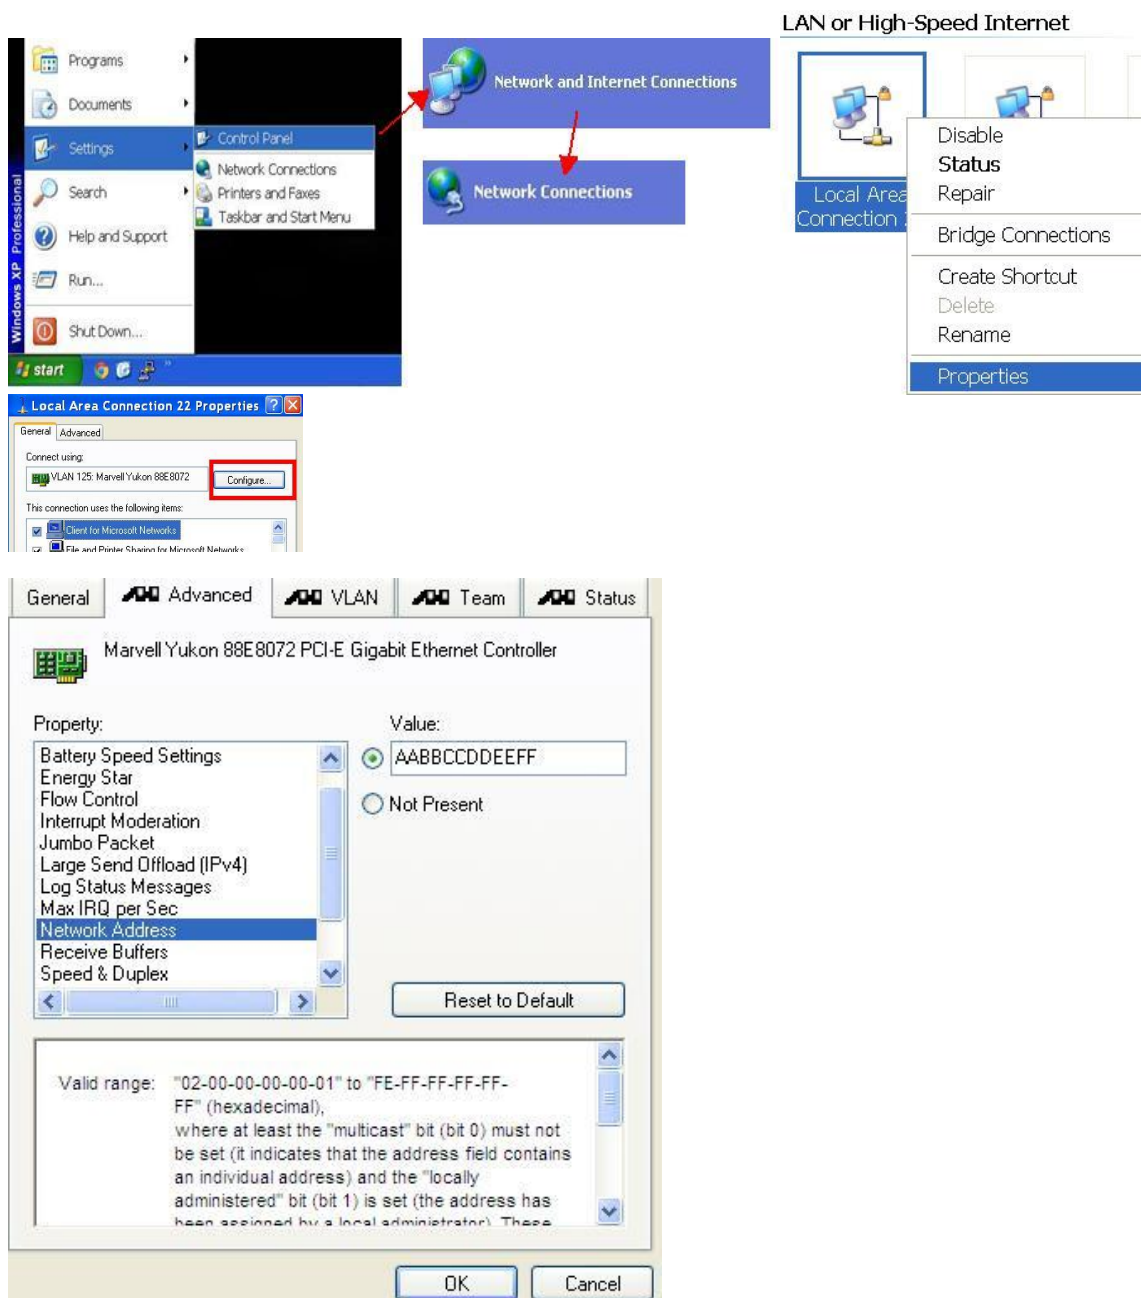 LAN or High-Speed Internet
Programs
Documents
Settings
Search
Help and Support
Run...
Shut Down...
Windows XP Professional
start
Control Panel
Network Connections
Printers and Faxes
Taskbar and Start Menu
Network and Internet Connections
Network Connections
Local Area
Connection 2
Disable
Status
Repair
Bridge Connections
Create Shortcut
Delete
Rename
Properties
Local Area Connection 22 Properties
General Advanced
Connect using:
VLAN 125: Marvell Yukon 88E8072
Configure...
This connection uses the following items:
Client for Microsoft Networks
File and Printer Sharing for Microsoft Networks
General Advanced VLAN Team Status
Marvell Yukon 88E8072 PCI-E Gigabit Ethernet Controller
Property:
Battery Speed Settings
Energy Star
Flow Control
Interrupt Moderation
Jumbo Packet
Large Send Offload (IPv4)
Log Status Messages
Max IRQ per Sec
Network Address
Receive Buffers
Speed & Duplex
Value:
AABBCCDDEEFF
Not Present
Reset to Default
Valid range: "02-00-00-00-00-01" to "FE-FF-FF-FF-FF-
FF" (hexadecimal),
where at least the "multicast" bit (bit 0) must not
be set (it indicates that the address field contains
an individual address) and the "locally
administered" bit (bit 1) is set (the address has
been assigned by a local administrator). These
OK
Cancel